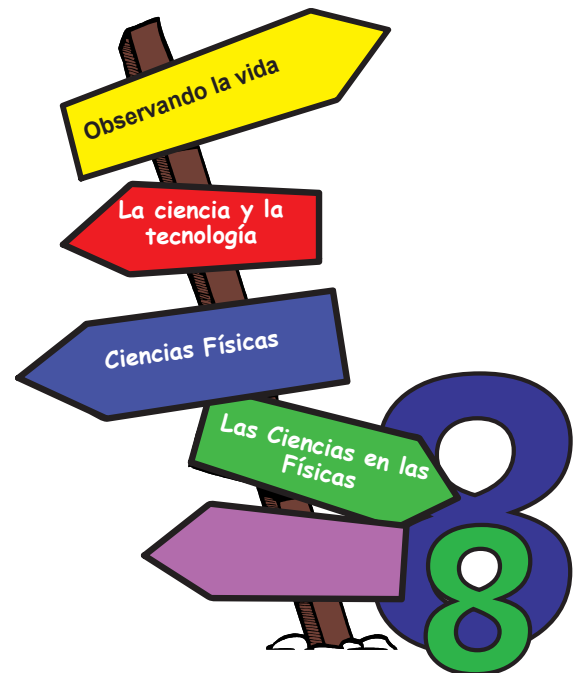 Observando la vida
La ciencia y la
tecnología
Ciencias Físicas
Las Ciencias en las
Físicas
8
8